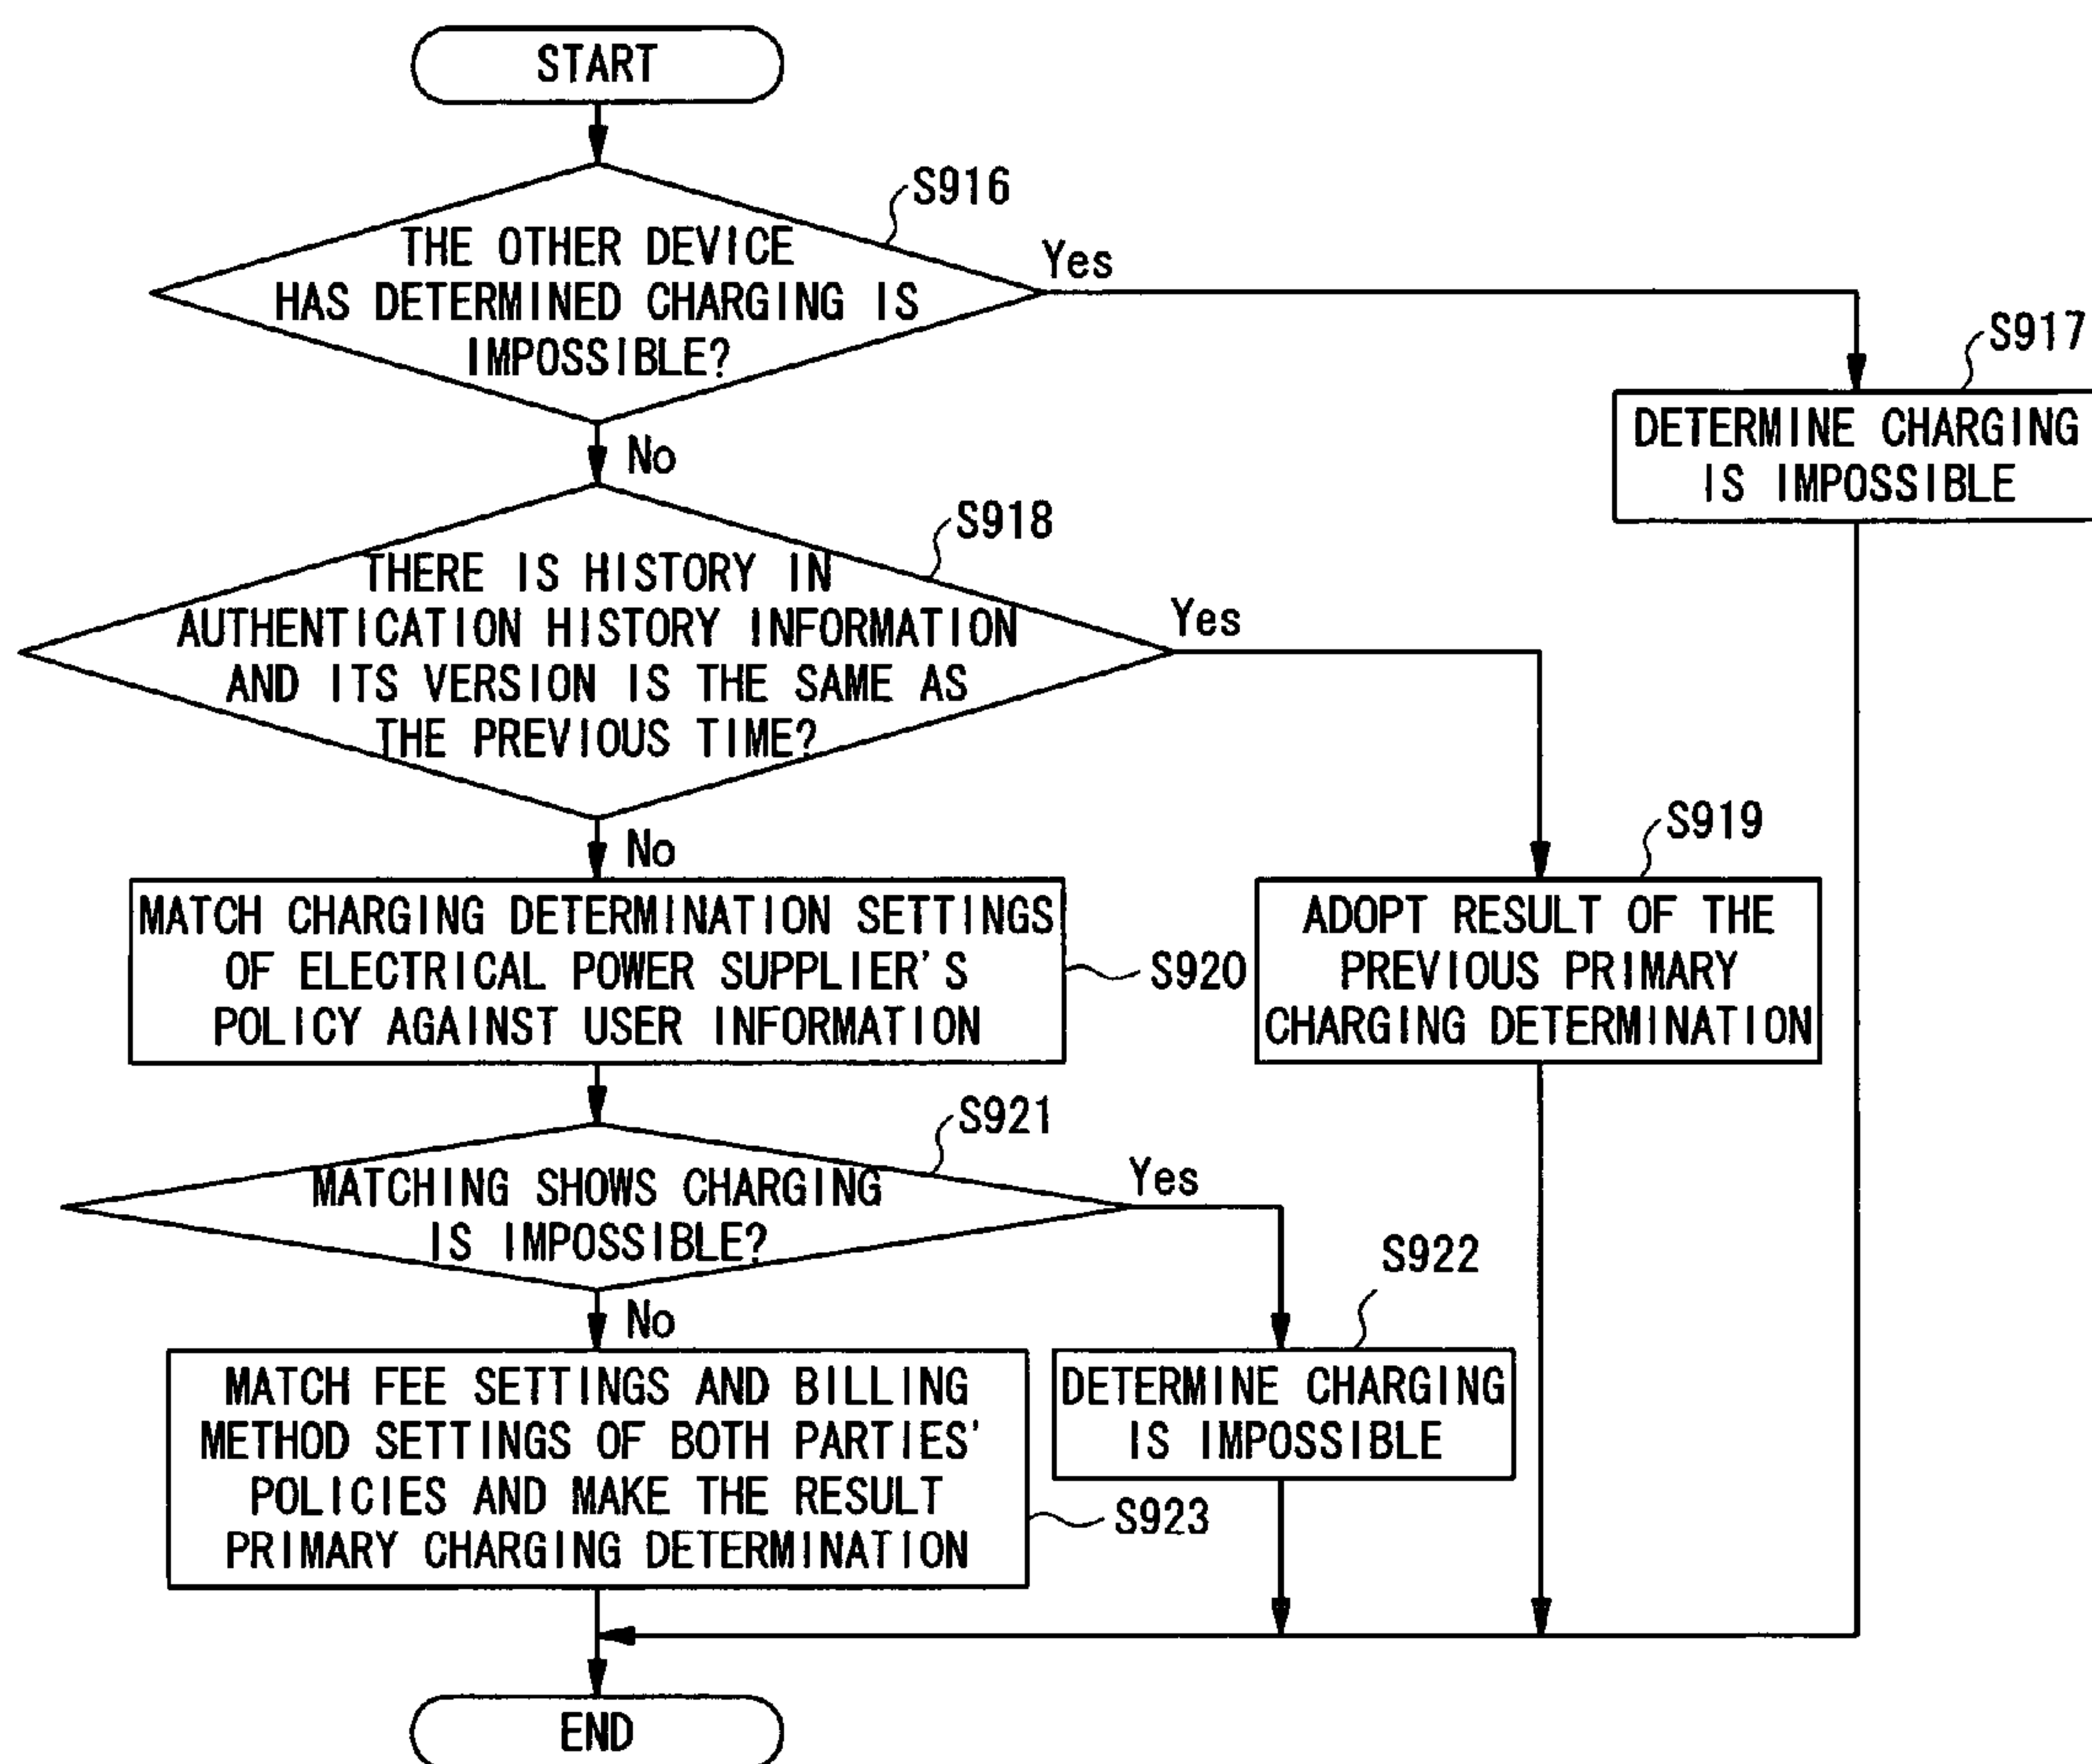 START
S916
THE OTHER DEVICE
HAS DETERMINED CHARGING IS
IMPOSSIBLE?
Yes
S917
DETERMINE CHARGING
IS IMPOSSIBLE
No
S918
THERE IS HISTORY IN
AUTHENTICATION HISTORY INFORMATION
AND ITS VERSION IS THE SAME AS
THE PREVIOUS TIME?
Yes
S919
ADOPT RESULT OF THE
PREVIOUS PRIMARY
CHARGING DETERMINATION
No
MATCH CHARGING DETERMINATION SETTINGS
OF ELECTRICAL POWER SUPPLIER'S
POLICY AGAINST USER INFORMATION
S920
S921
MATCHING SHOWS CHARGING
IS IMPOSSIBLE?
Yes
S922
DETERMINE CHARGING
IS IMPOSSIBLE
No
MATCH FEE SETTINGS AND BILLING
METHOD SETTINGS OF BOTH PARTIES'
POLICIES AND MAKE THE RESULT
PRIMARY CHARGING DETERMINATION
S923
END